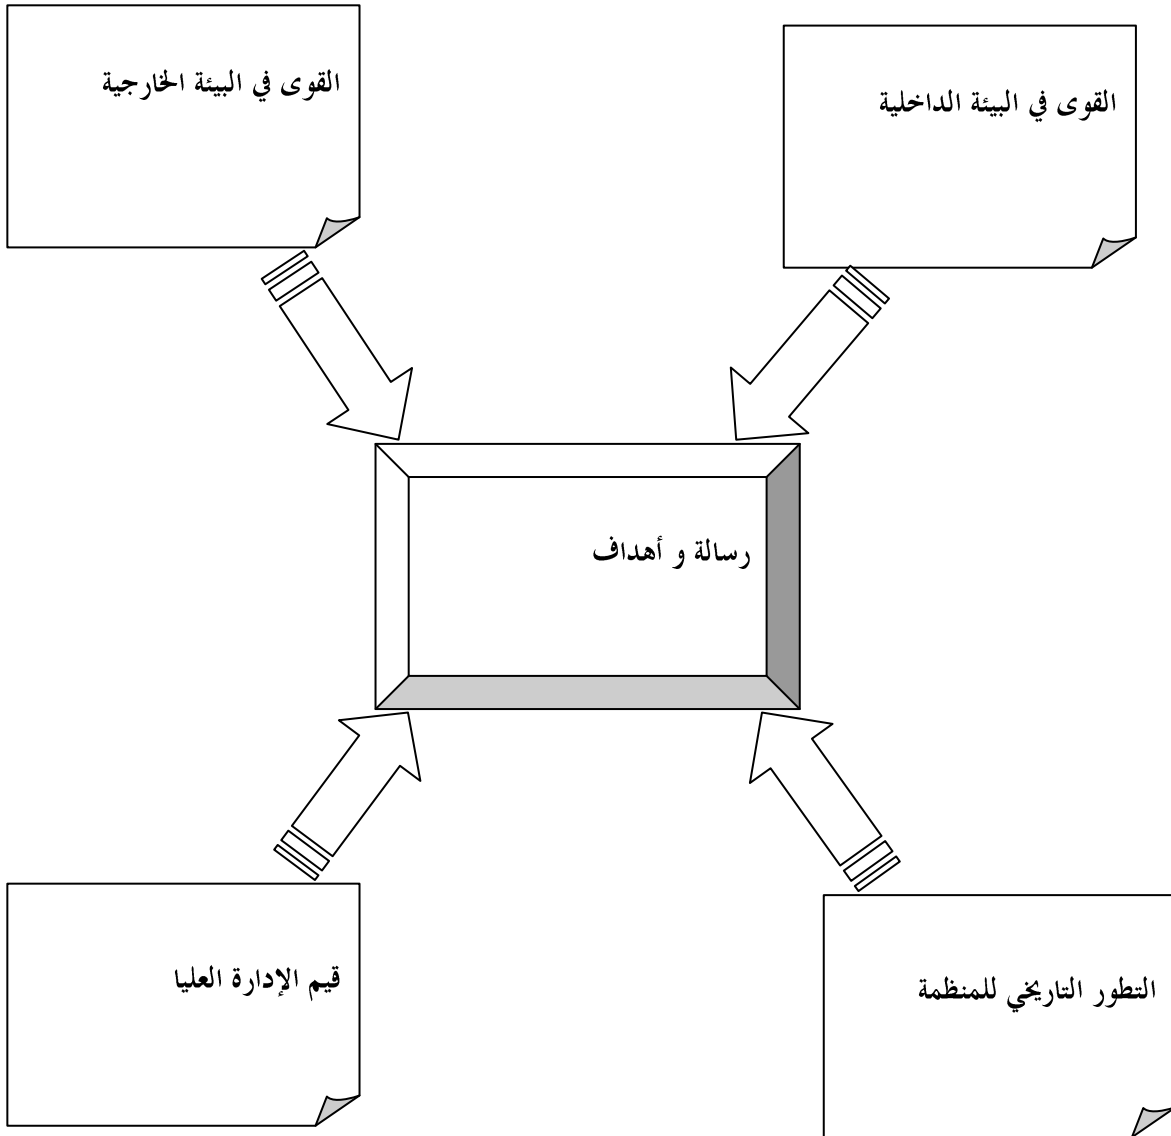 القوى في البيئة الداخلية
القوى في البيئة الخارجية
رسالة و أهداف
التطور التاريخي للمنظمة
قيم الإدارة العليا